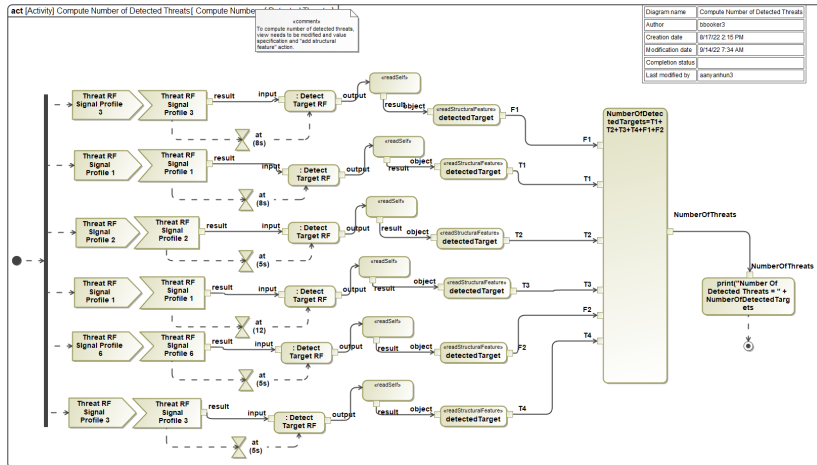 act [Activity] Compute Number of Detected Threats[ Compute Number of Detected Threats ]
«comment»
To compute number of detected threats,
view needs to be modified and value
specification and "add structural
feature" action.
Diagram name Compute Number of Detected Threats
Author bbooker3
Creation date 8/17/22 2:15 PM
Modification date 9/14/22 7:34 AM
Completion status
Last modified by aanyanhun3
Threat RF
Signal Profile
3
Threat RF
Signal
Profile 3
result
input
: Detect
Target RF
output
«readSelf»
result
object
«readStructuralFeature»
detectedTarget
F1
F1
at
(8s)
Threat RF
Signal
Profile 1
Threat RF
Signal
Profile 1
result
input
: Detect
Target RF
output
«readSelf»
result
object
«readStructuralFeature»
detectedTarget
T1
T1
at
(8s)
Threat RF
Signal
Profile 2
Threat RF
Signal
Profile 2
result
input
: Detect
Target RF
output
«readSelf»
result
object
«readStructuralFeature»
detectedTarget
T2
T2
at
(5s)
Threat RF
Signal
Profile 1
Threat RF
Signal
Profile 1
result
input
: Detect
Target RF
output
«readSelf»
result
object
«readStructuralFeature»
detectedTarget
T3
T3
at
(12)
Threat RF
Signal Profile
6
Threat RF
Signal
Profile 6
result
input
: Detect
Target RF
output
«readSelf»
result
object
«readStructuralFeature»
detectedTarget
F2
F2
at
(5s)
Threat RF
Signal
Profile 3
Threat RF
Signal
Profile 3
result
input
: Detect
Target RF
output
«readSelf»
result
object
«readStructuralFeature»
detectedTarget
T4
T4
at
(5s)
NumberOfDetec
tedTargets=T1+
T2+T3+T4+F1+F2
NumberOfThreats
NumberOfThreats
print("Number Of
Detected Threats = " +
NumberOfDetectedTarg
ets